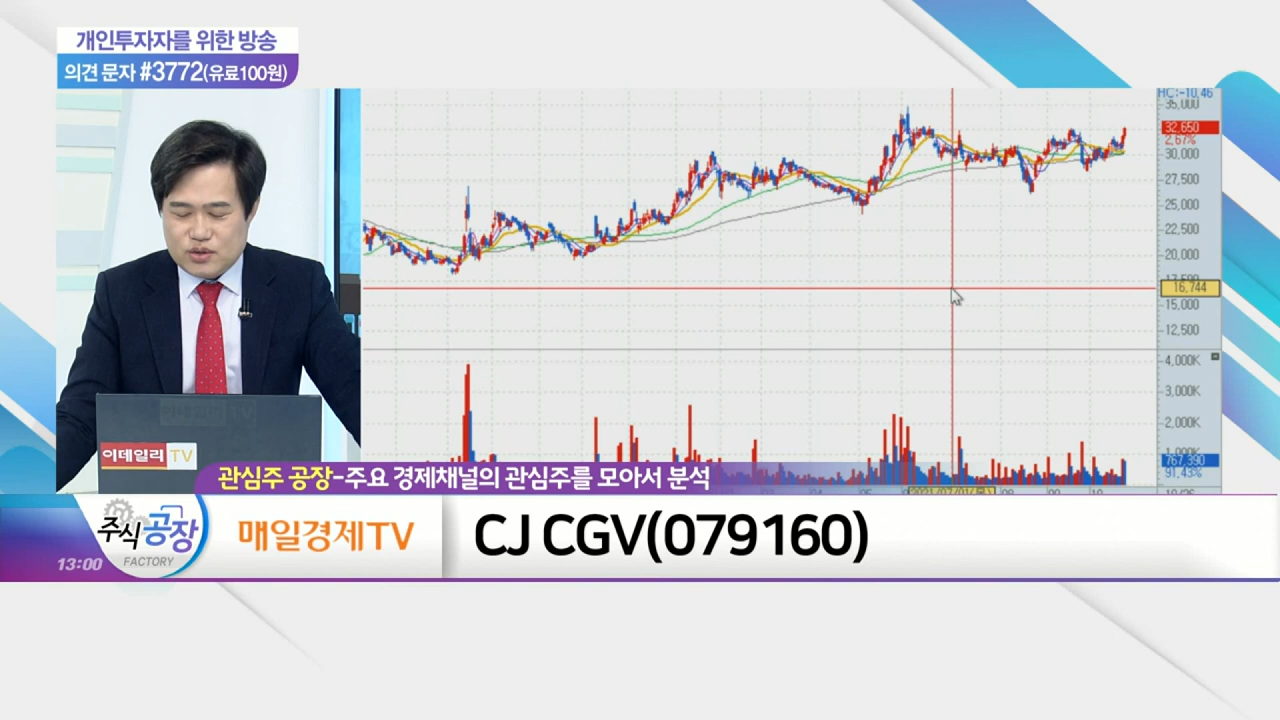 개인투자자를 위한 방송
의견 문자 #3772(유료100원)
HC:-10.46
35,000
32,650
2.67%
30,000
27,500
25,000
22,500
20,000
17,500
16,744
15,000
12,500
4,000K
3,000K
2,000K
1,000K
767,390
91.43%
이데일리 TV
관심주 공장-주요 경제채널의 관심주를 모아서 분석
주식공장
FACTORY
13:00
매일경제TV
CJ CGV(079160)